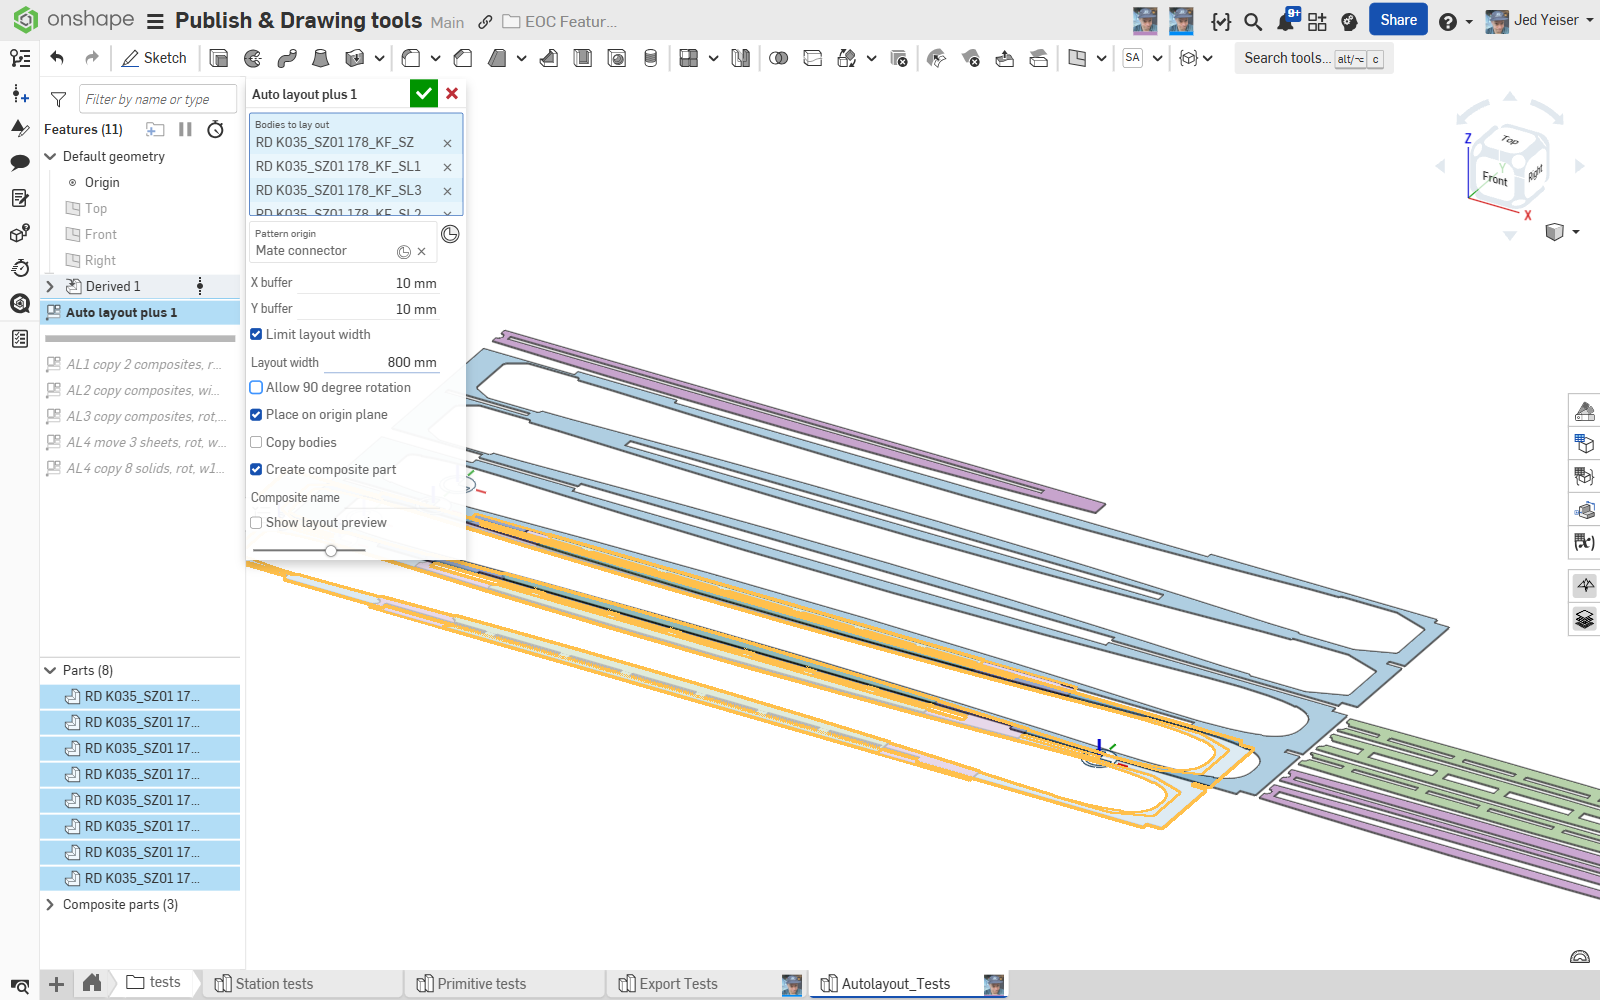 onshape
Publish & Drawing tools
Main
EOC Featur...
9+
Share
Jed Yeiser
Sketch
SA
Search tools...
alt/⌥
c
Filter by name or type
Features (11)
Default geometry
Origin
Top
Front
Right
Derived 1
Auto layout plus 1
AL1 copy 2 composites, r...
AL2 copy composites, wi...
AL3 copy composites, rot,...
AL4 move 3 sheets, rot, w...
AL4 copy 8 solids, rot, w1...
Parts (8)
RD K035_SZ01 17...
RD K035_SZ01 17...
RD K035_SZ01 17...
RD K035_SZ01 17...
RD K035_SZ01 17...
RD K035_SZ01 17...
RD K035_SZ01 17...
RD K035_SZ01 17...
Composite parts (3)
Auto layout plus 1
Bodies to lay out
RD K035_SZ01 178_KF_SZ
RD K035_SZ01 178_KF_SL1
RD K035_SZ01 178_KF_SL3
RD K035_SZ01 178_KF_SL2
Pattern origin
Mate connector
X buffer
10 mm
Y buffer
10 mm
Limit layout width
Layout width
800 mm
Allow 90 degree rotation
Place on origin plane
Copy bodies
Create composite part
Composite name
Show layout preview
Z
Top
Y
Front
Right
X
tests
Station tests
Primitive tests
Export Tests
Autolayout_Tests